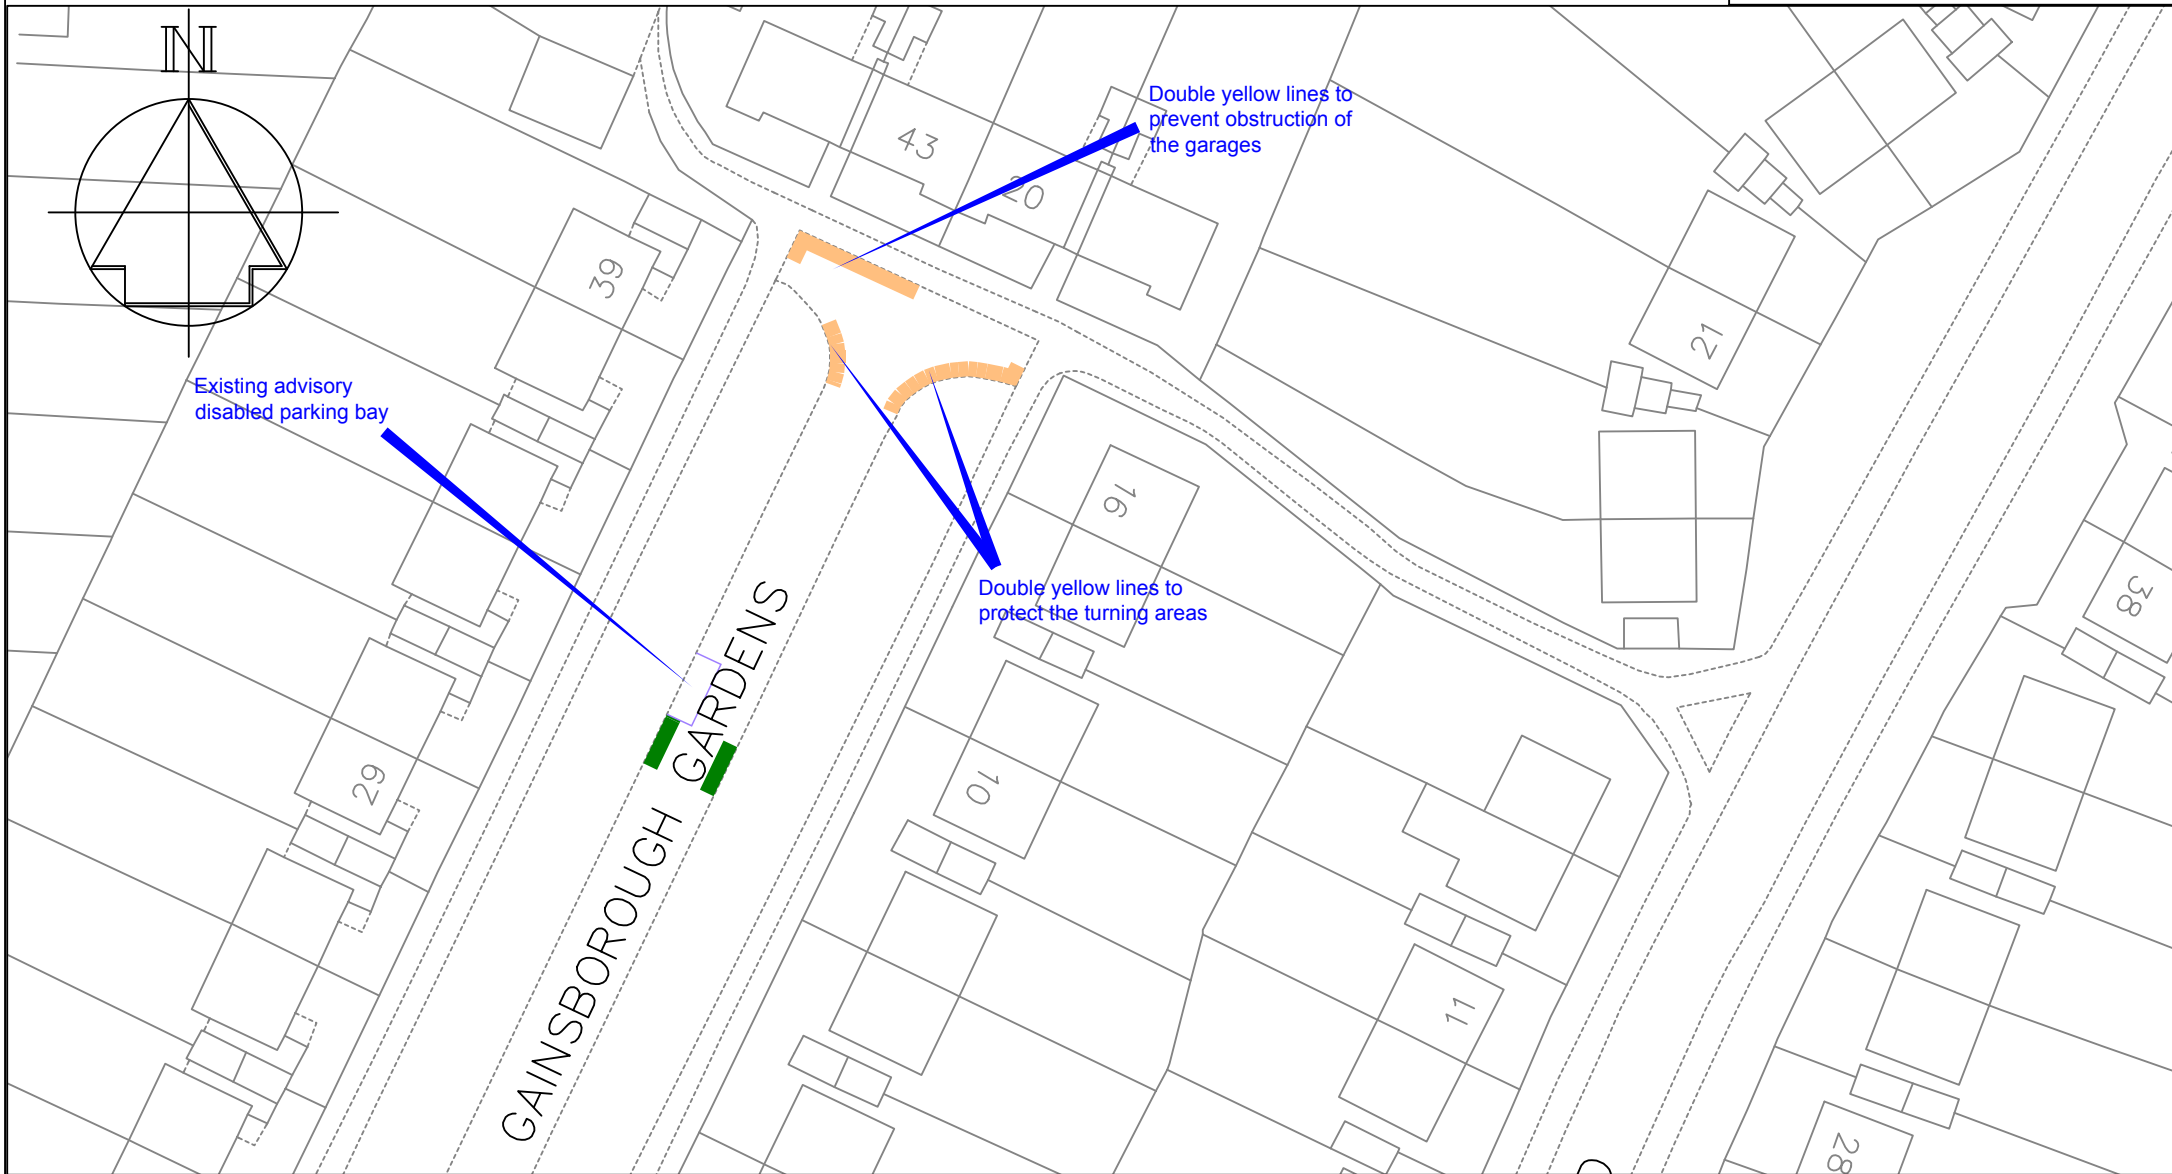 N
Double yellow lines to
prevent obstruction of
the garages
43
20
39
21
Existing advisory
disabled parking bay
16
Double yellow lines to
protect the turning areas
38
GAINSBOROUGH GARDENS
29
10
11
28
D